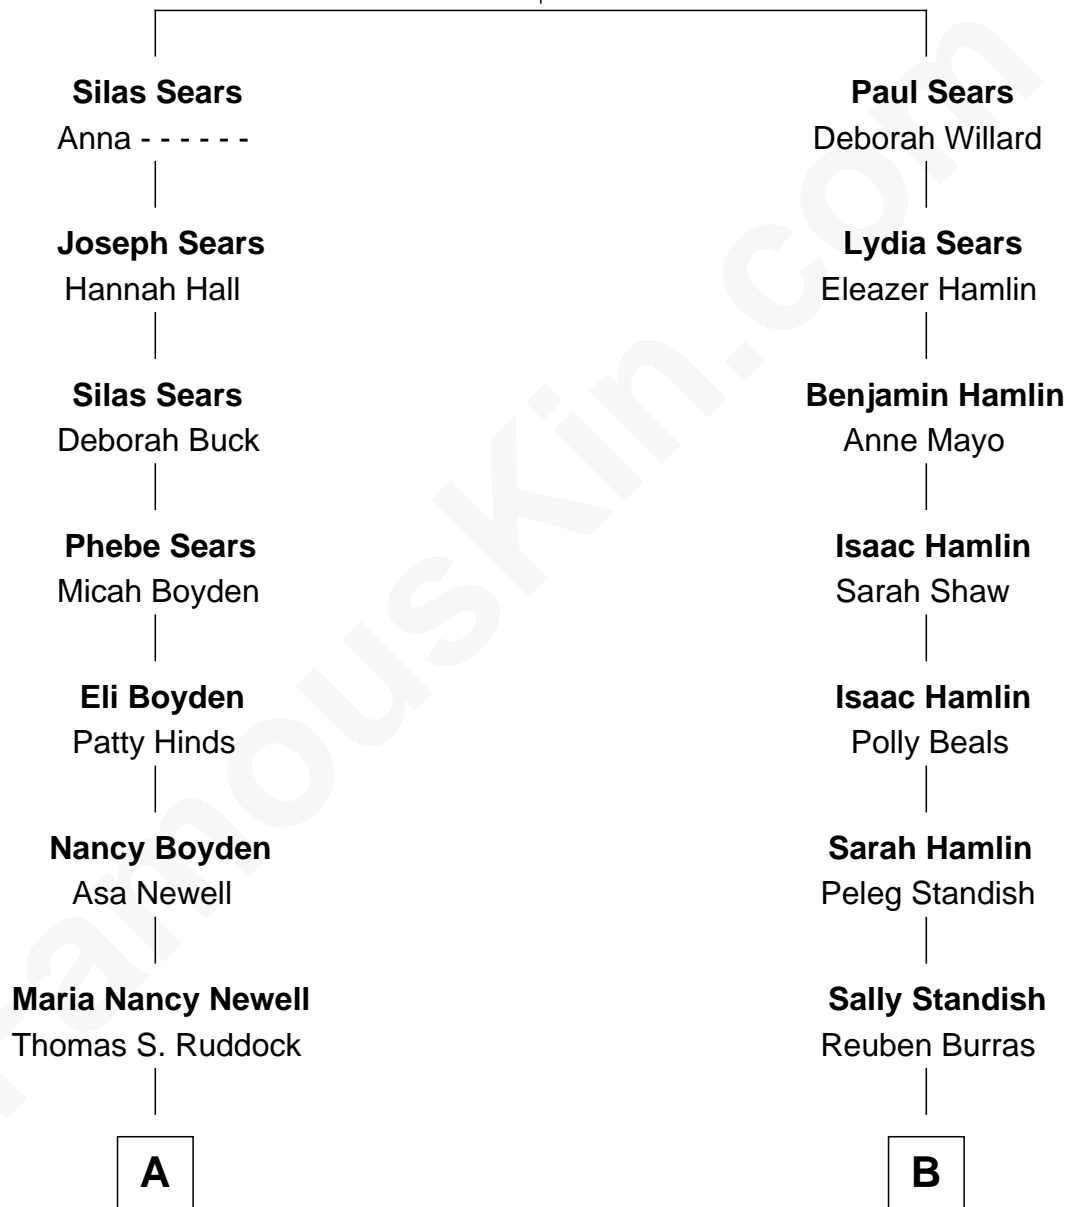 Silas Sears
Anna - - - - - -
Joseph Sears
Hannah Hall
Silas Sears
Deborah Buck
Phebe Sears
Micah Boyden
Eli Boyden
Patty Hinds
Nancy Boyden
Asa Newell
Maria Nancy Newell
Thomas S. Ruddock
A
Paul Sears
Deborah Willard
Lydia Sears
Eleazer Hamlin
Benjamin Hamlin
Anne Mayo
Isaac Hamlin
Sarah Shaw
Isaac Hamlin
Polly Beals
Sarah Hamlin
Peleg Standish
Sally Standish
Reuben Burras
B
FamousKin.com